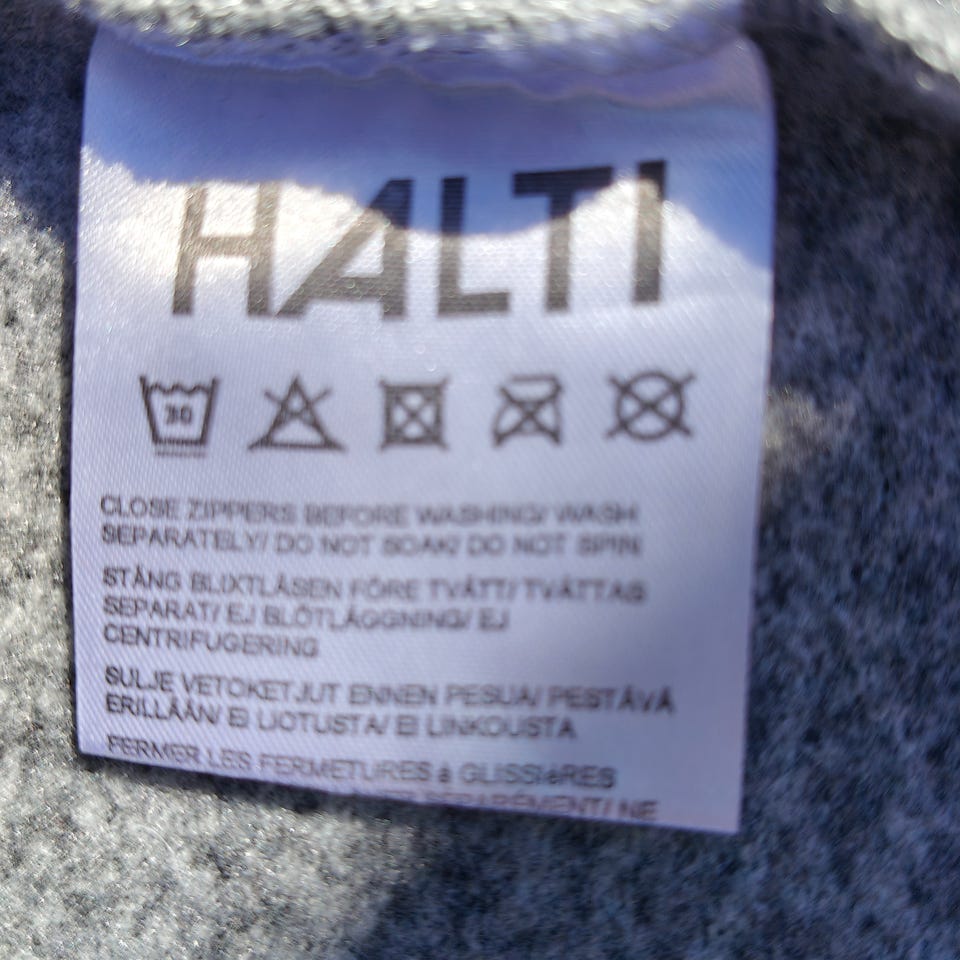 HALTI
30
CLOSE ZIPPERS BEFORE WASHING/ WASH
SEPARATELY/ DO NOT SOAK/ DO NOT SPIN
STÄNG BLIXTLÅSEN FÖRE TVÄTT/ TVÄTTAS
SEPARAT/ EJ BLÖTLÄGGNING/ EJ
CENTRIFUGERING
SULJE VETOKETJUT ENNEN PESUA/ PESTÄVÄ
ERILLÄÄN/ EI LIOTUSTA/ EI LINKOUSTA
FERMER LES FERMETURES à GLISSIèRES
SEPARÉMENT/ NE